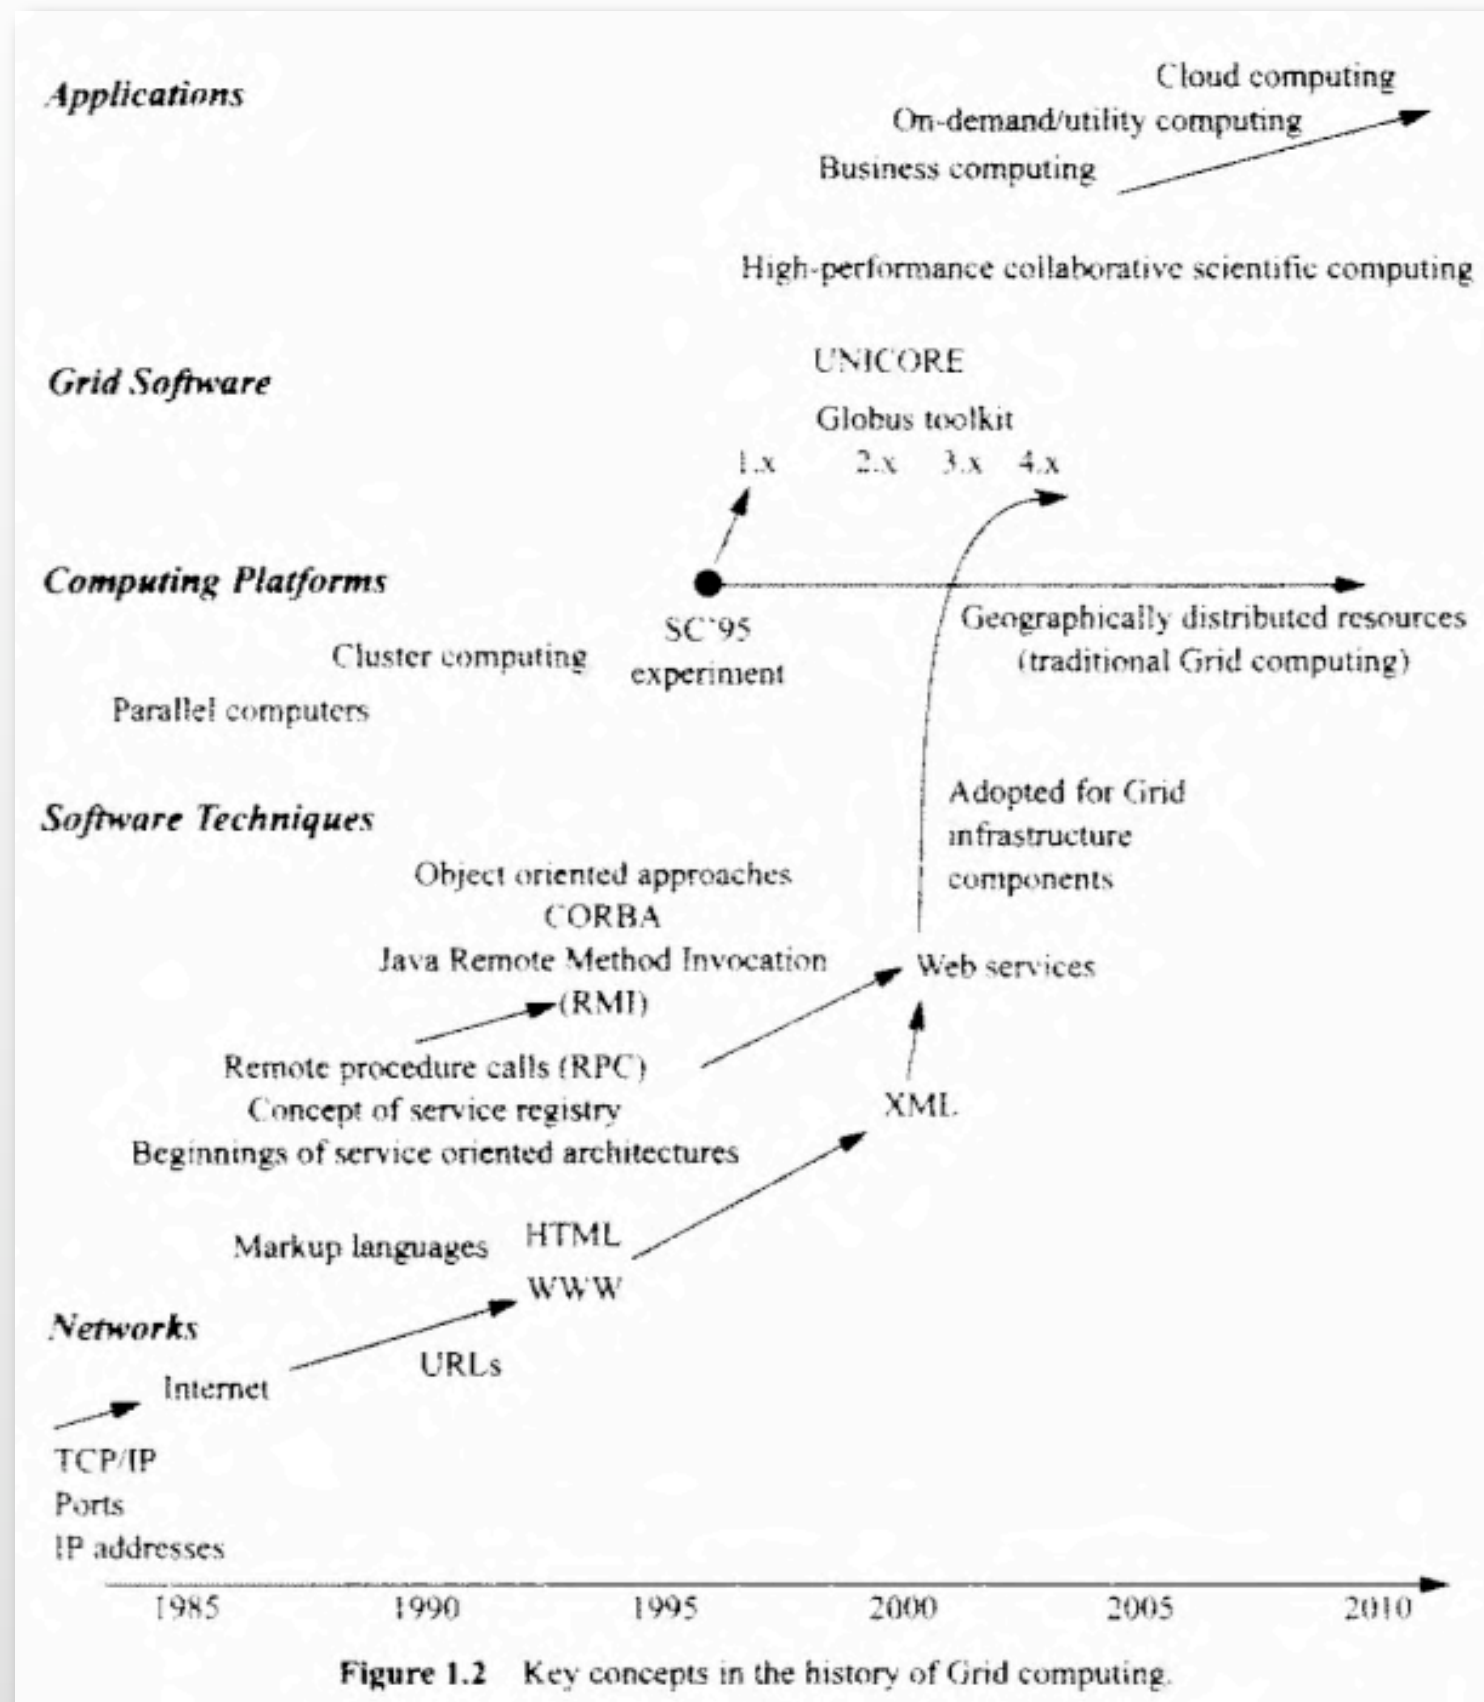 Applications
Cloud computing
On-demand/utility computing
Business computing
High-performance collaborative scientific computing
Grid Software
UNICORE
Globus toolkit
1.x 2.x 3.x 4.x
Computing Platforms
SC'95
experiment
Geographically distributed resources
(traditional Grid computing)
Cluster computing
Parallel computers
Software Techniques
Adopted for Grid
infrastructure
components
Object oriented approaches
CORBA
Java Remote Method Invocation
(RMI)
Web services
Remote procedure calls (RPC)
Concept of service registry
Beginnings of service oriented architectures
XML
Markup languages
HTML
WWW
Networks
URLs
Internet
TCP/IP
Ports
IP addresses
1985 1990 1995 2000 2005 2010
Figure 1.2 Key concepts in the history of Grid computing.